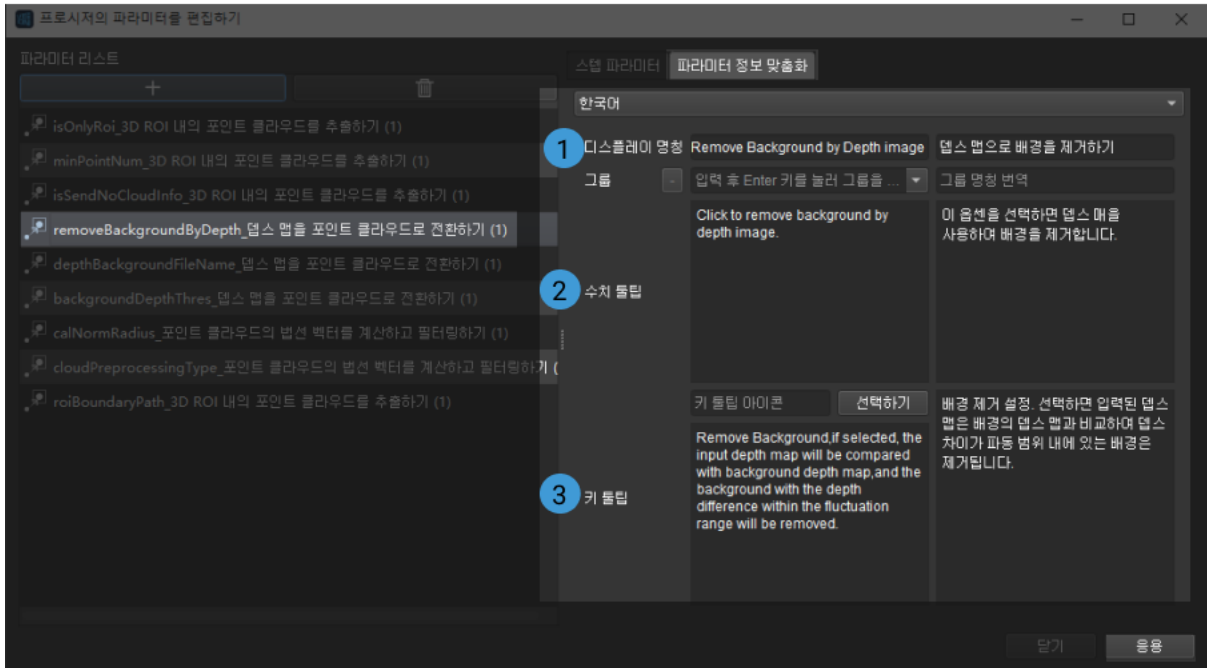 프로시저의 파라미터를 편집하기
파라미터 리스트
isOnlyRoi_3D ROI 내의 포인트 클라우드를 추출하기 (1)
minPointNum_3D ROI 내의 포인트 클라우드를 추출하기 (1)
isSendNoCloudInfo_3D ROI 내의 포인트 클라우드를 추출하기 (1)
removeBackgroundByDepth_뎁스 맵을 포인트 클라우드로 전환하기 (1)
depthBackgroundFileName_뎁스 맵을 포인트 클라우드로 전환하기 (1)
backgroundDepthThres_뎁스 맵을 포인트 클라우드로 전환하기 (1)
calNormRadius_포인트 클라우드의 법선 벡터를 계산하고 필터링하기 (1)
cloudPreprocessingType_포인트 클라우드의 법선 벡터를 계산하고 필터링하기 (
roiBoundaryPath_3D ROI 내의 포인트 클라우드를 추출하기 (1)
스텝 파라미터 파라미터 정보 맞춤화
한국어
1 디스플레이 명칭 Remove Background by Depth image 뎁스 맵으로 배경을 제거하기
그룹 - 입력 후 Enter 키를 눌러 그룹을 ... 그룹 명칭 번역
2 수치 툴팁
Click to remove background by
depth image.
이 옵션을 선택하면 뎁스 매을
사용하여 배경을 제거합니다.
3 키 툴팁
키 툴팁 아이콘 선택하기
Remove Background,if selected, the
input depth map will be compared
with background depth map,and the
background with the depth
difference within the fluctuation
range will be removed.
배경 제거 설정. 선택하면 입력된 뎁스
맵은 배경의 뎁스 맵과 비교하여 뎁스
차이가 파동 범위 내에 있는 배경은
제거됩니다.
닫기 응용